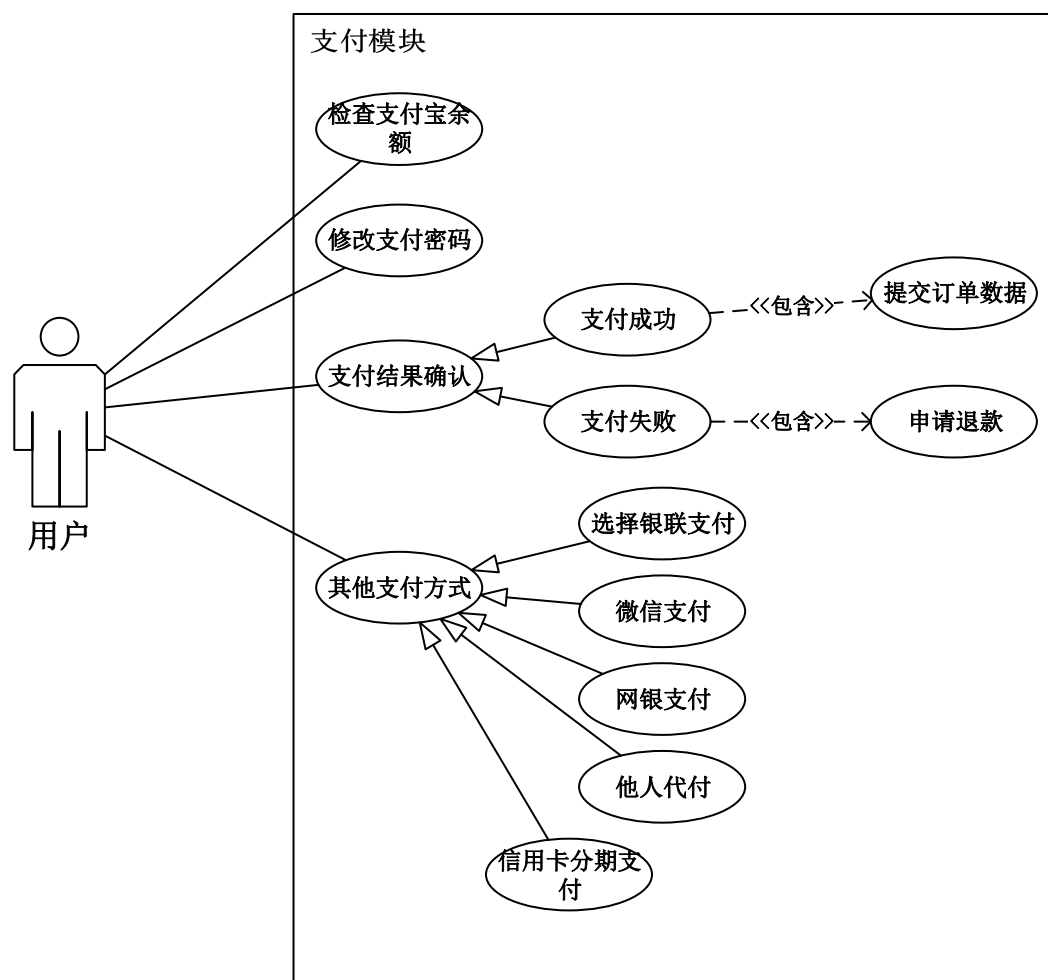 支付模块
检查支付宝余
额
修改支付密码
支付成功
<<包含>>
提交订单数据
支付结果确认
支付失败
<<包含>>
申请退款
用户
选择银联支付
其他支付方式
微信支付
网银支付
他人代付
信用卡分期支
付